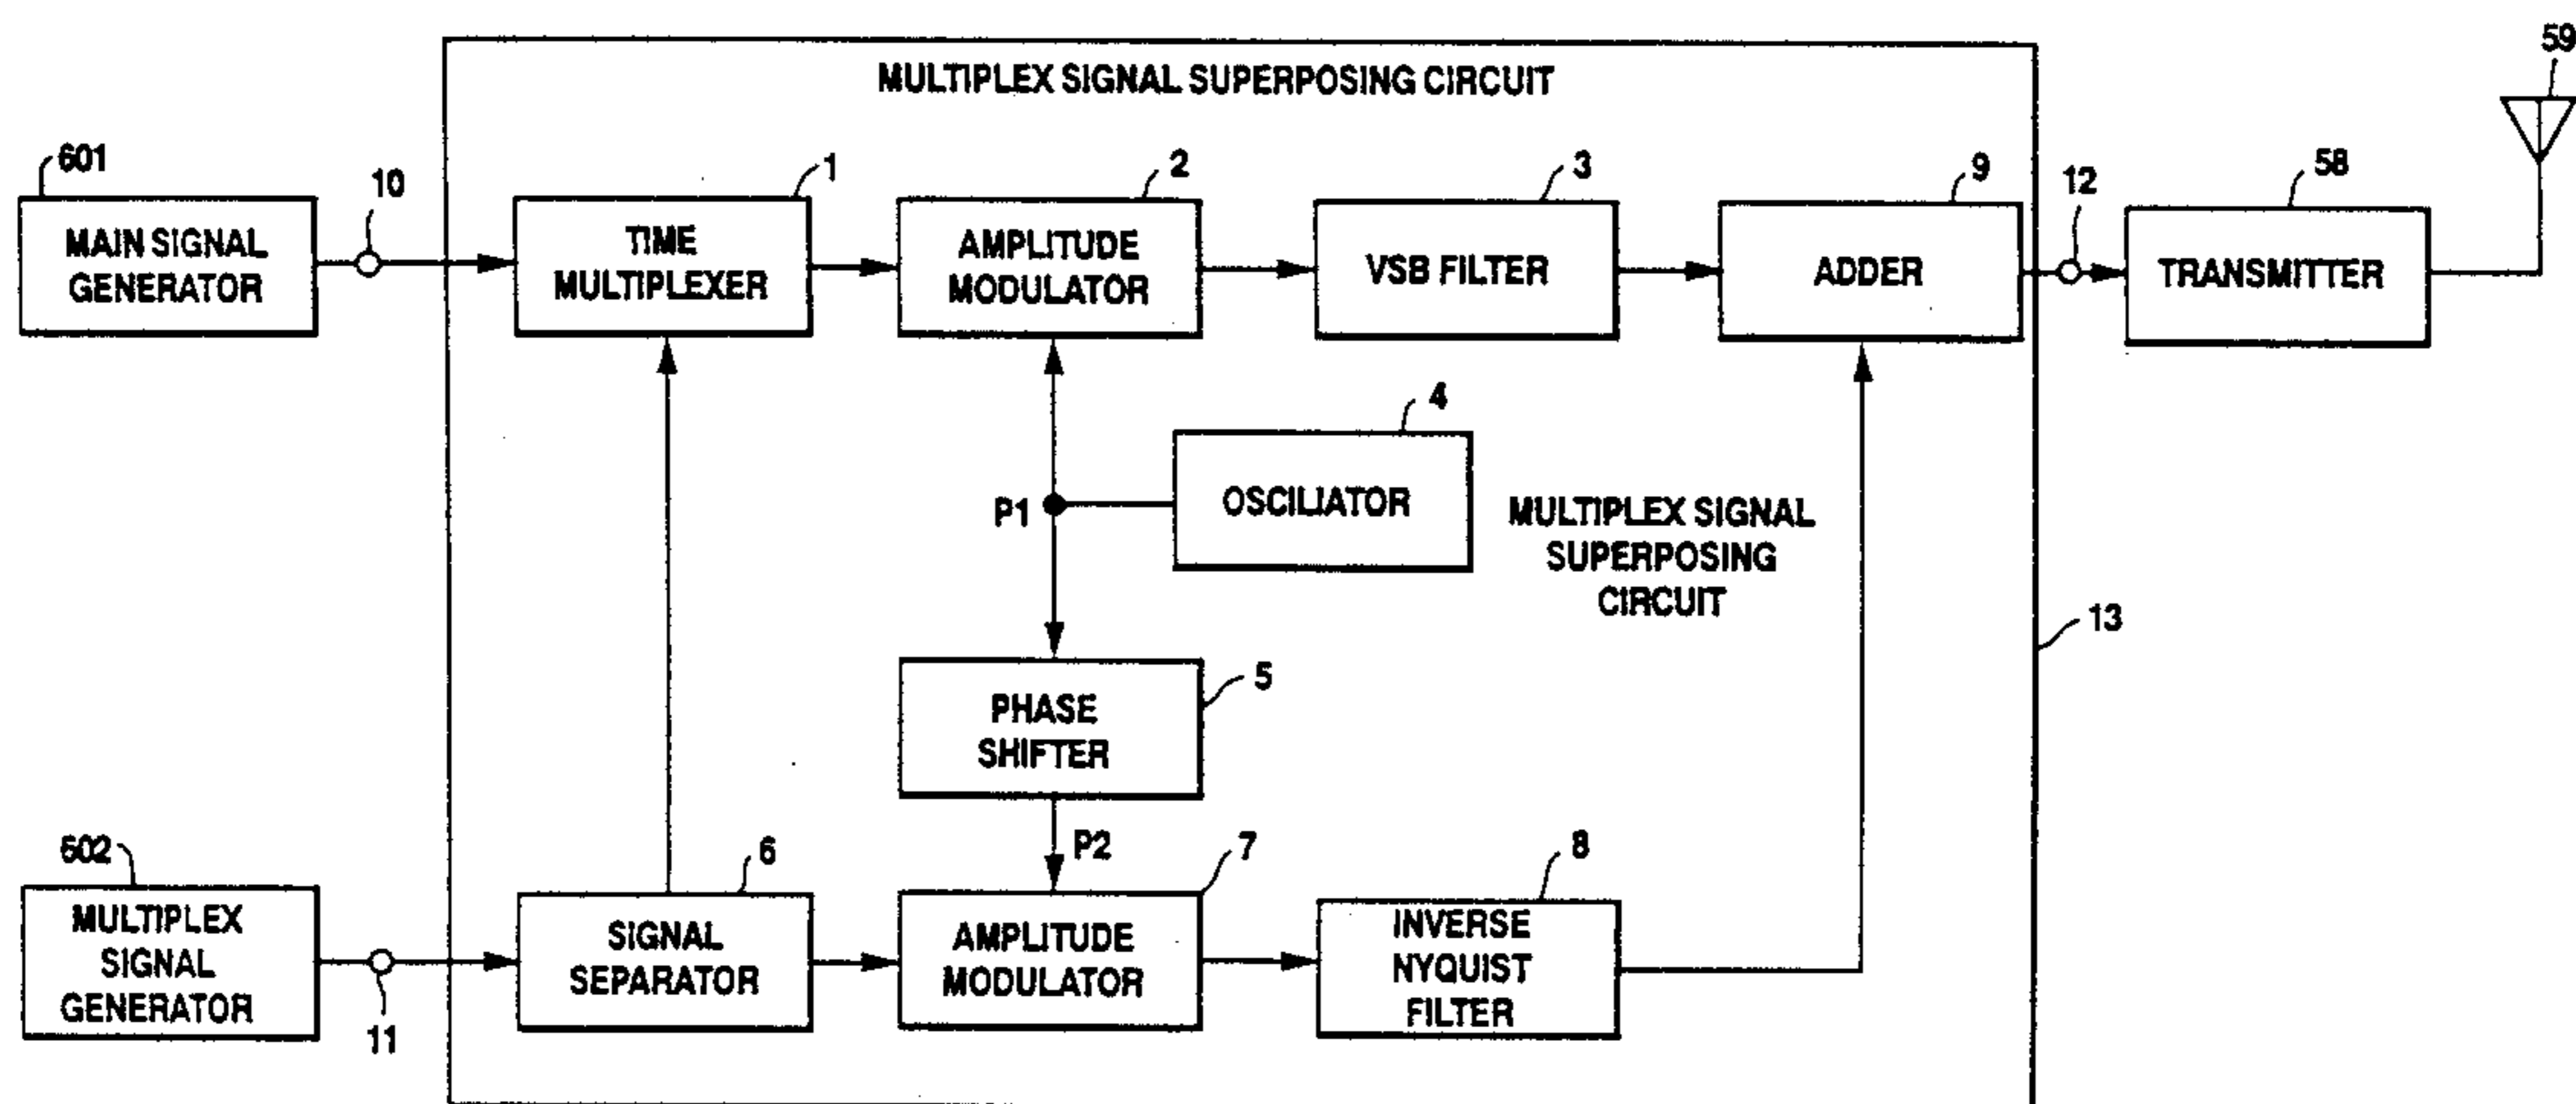 59
MULTIPLEX SIGNAL SUPERPOSING CIRCUIT
601
10
1
2
3
9
12
58
MAIN SIGNAL
GENERATOR
TIME
MULTIPLEXER
AMPLITUDE
MODULATOR
VSB FILTER
ADDER
TRANSMITTER
4
P1
OSCILIATOR
MULTIPLEX SIGNAL
SUPERPOSING
CIRCUIT
13
5
PHASE
SHIFTER
602
6
P2
7
8
MULTIPLEX
SIGNAL
GENERATOR
11
SIGNAL
SEPARATOR
AMPLITUDE
MODULATOR
INVERSE
NYQUIST
FILTER